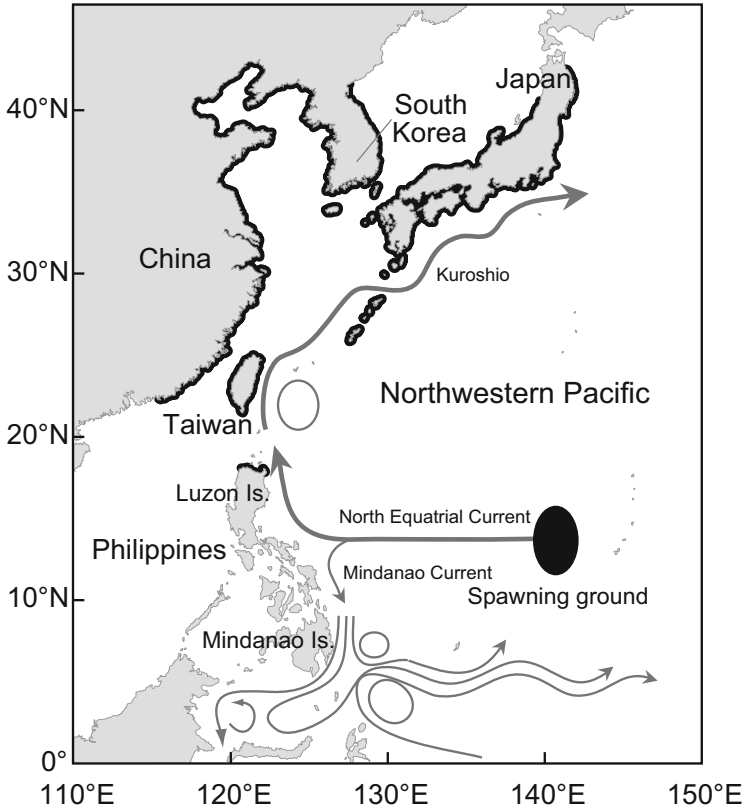 Japan
40°N
South
Korea
China
30°N
Kuroshio
Northwestern Pacific
Taiwan
20°N
Luzon Is.
North Equatrial Current
Philippines
Mindanao Current
10°N
Spawning ground
Mindanao Is.
0°
110°E
120°E
130°E
140°E
150°E